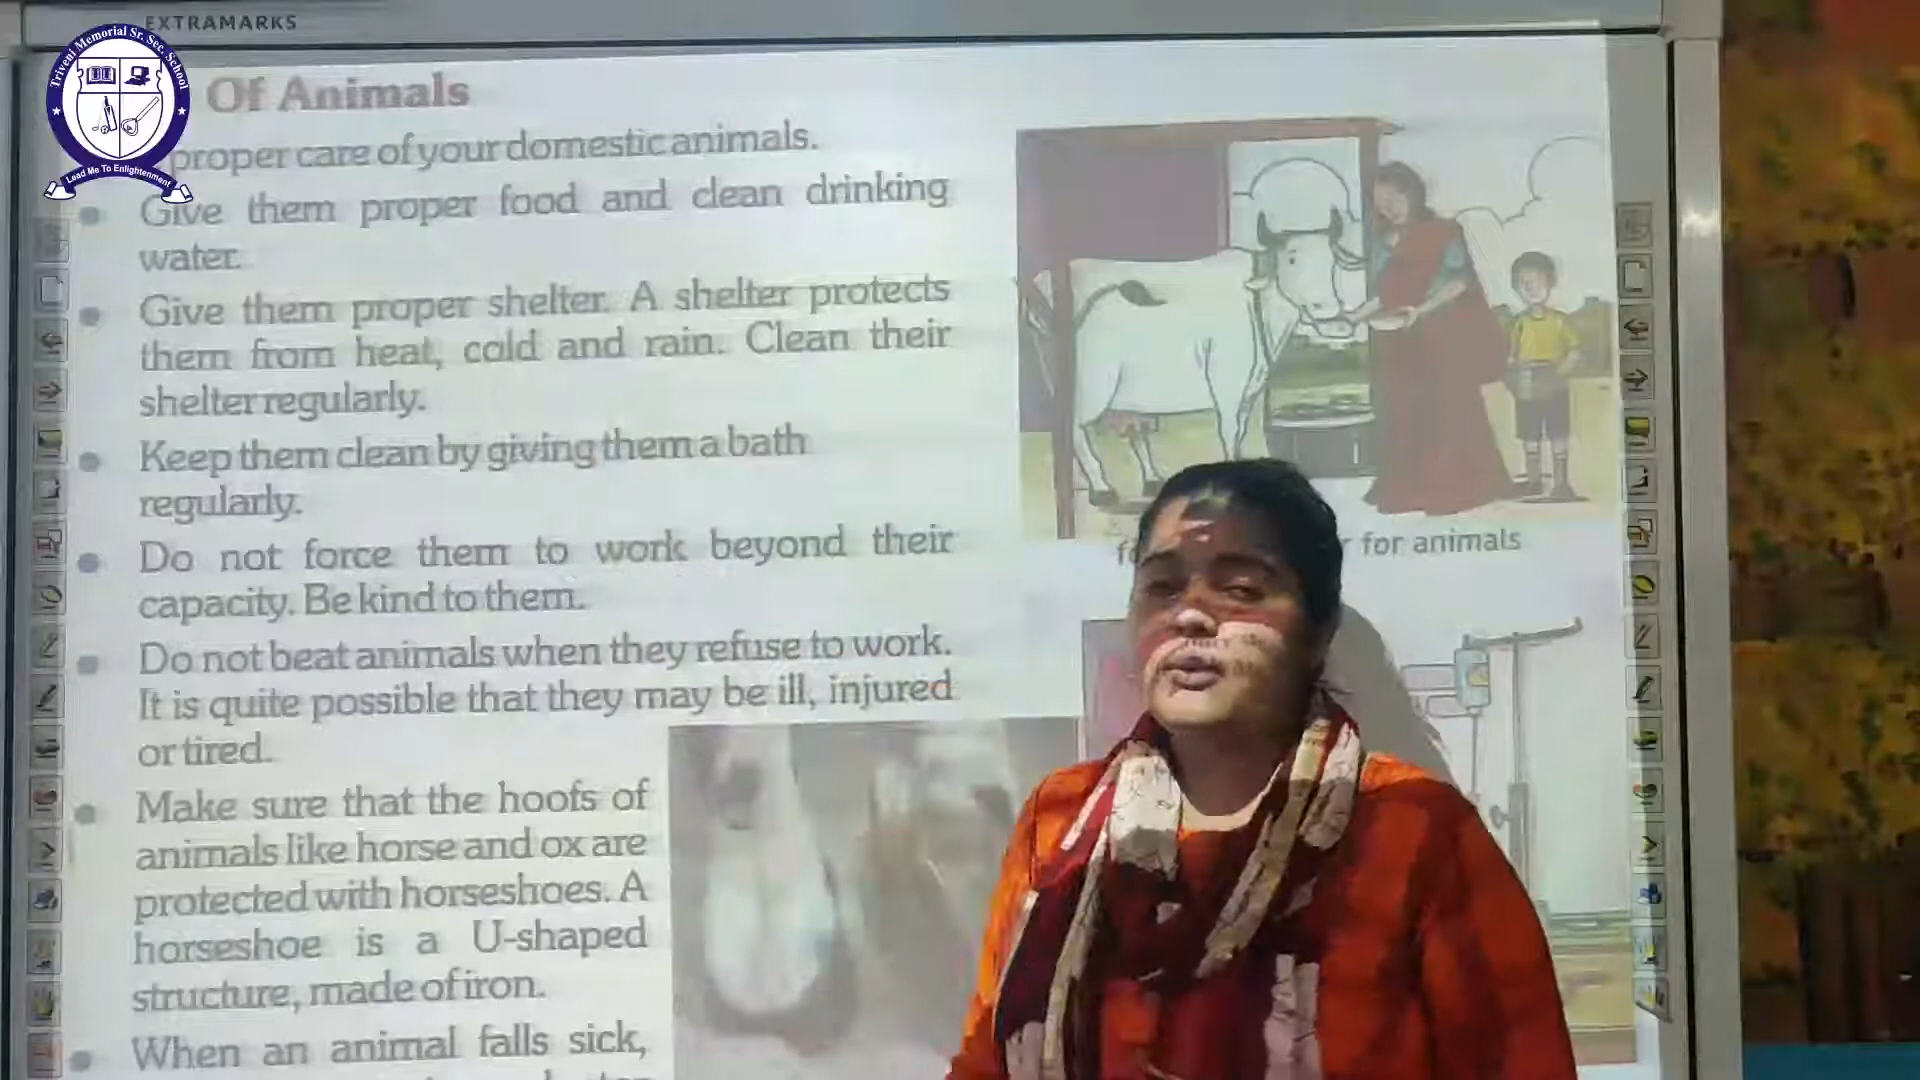 EXTRAMARKS
Triveni Memorial Sr. Sec. School
Lead Me To Enlightenment
Of Animals
proper care of your domestic animals.
Give them proper food and clean drinking
water.
Give them proper shelter. A shelter protects
them from heat, cold and rain. Clean their
shelter regularly.
Keep them clean by giving them a bath
regularly.
Do not force them to work beyond their
capacity. Be kind to them.
Do not beat animals when they refuse to work.
It is quite possible that they may be ill, injured
or tired.
Make sure that the hoofs of
animals like horse and ox are
protected with horseshoes. A
horseshoe is a U-shaped
structure, made of iron.
When an animal falls sick,
for animals